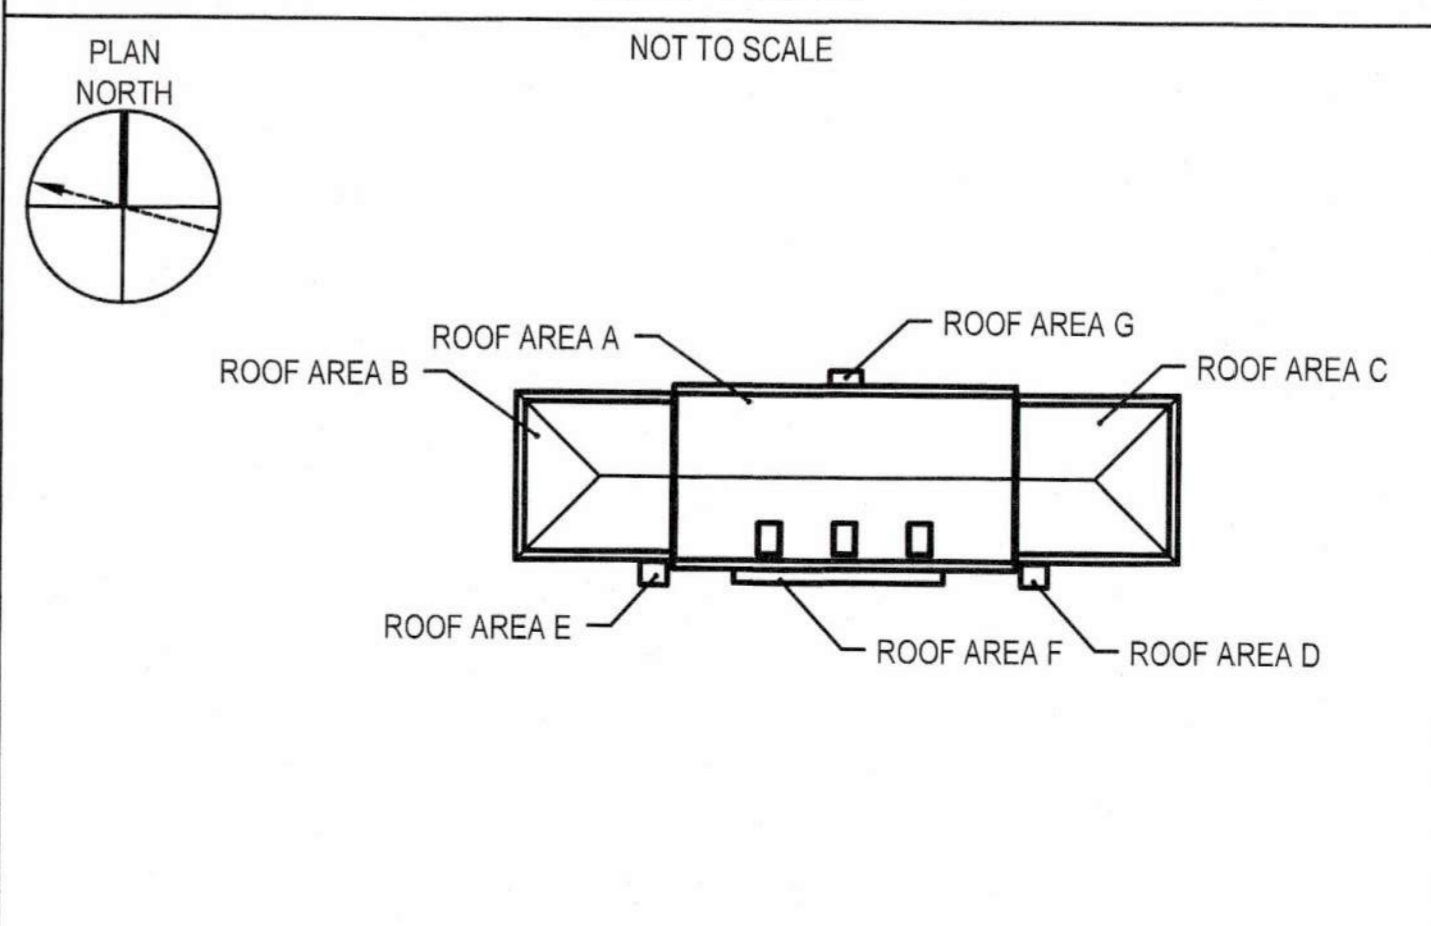 PLAN
NORTH
NOT TO SCALE
ROOF AREA A
ROOF AREA G
ROOF AREA B
ROOF AREA C
ROOF AREA E
ROOF AREA F
ROOF AREA D